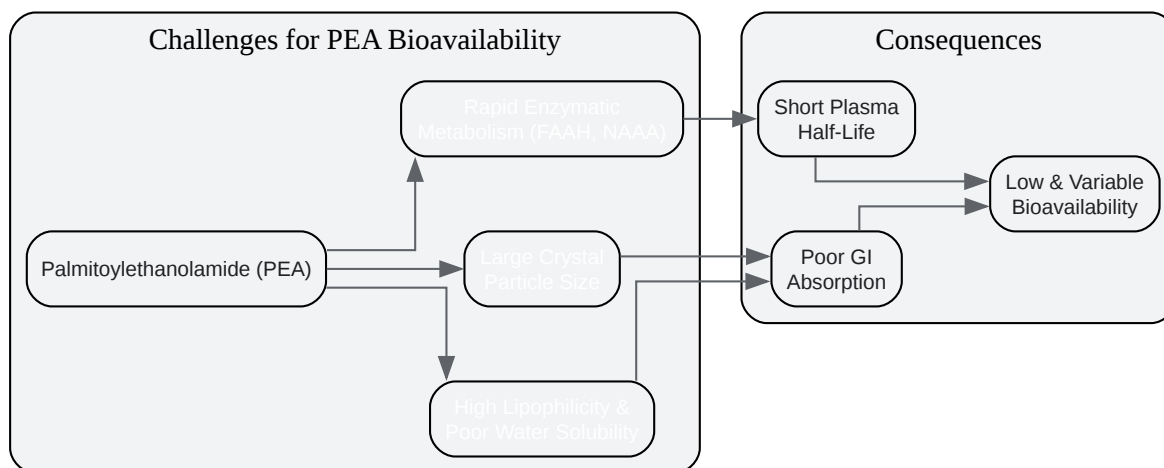 Challenges for PEA Bioavailability
Rapid Enzymatic
Metabolism (FAAH, NAAA)
Palmitoylethanolamide (PEA)
Large Crystal
Particle Size
High Lipophilicity &
Poor Water Solubility
Consequences
Short Plasma
Half-Life
Low & Variable
Bioavailability
Poor GI
Absorption